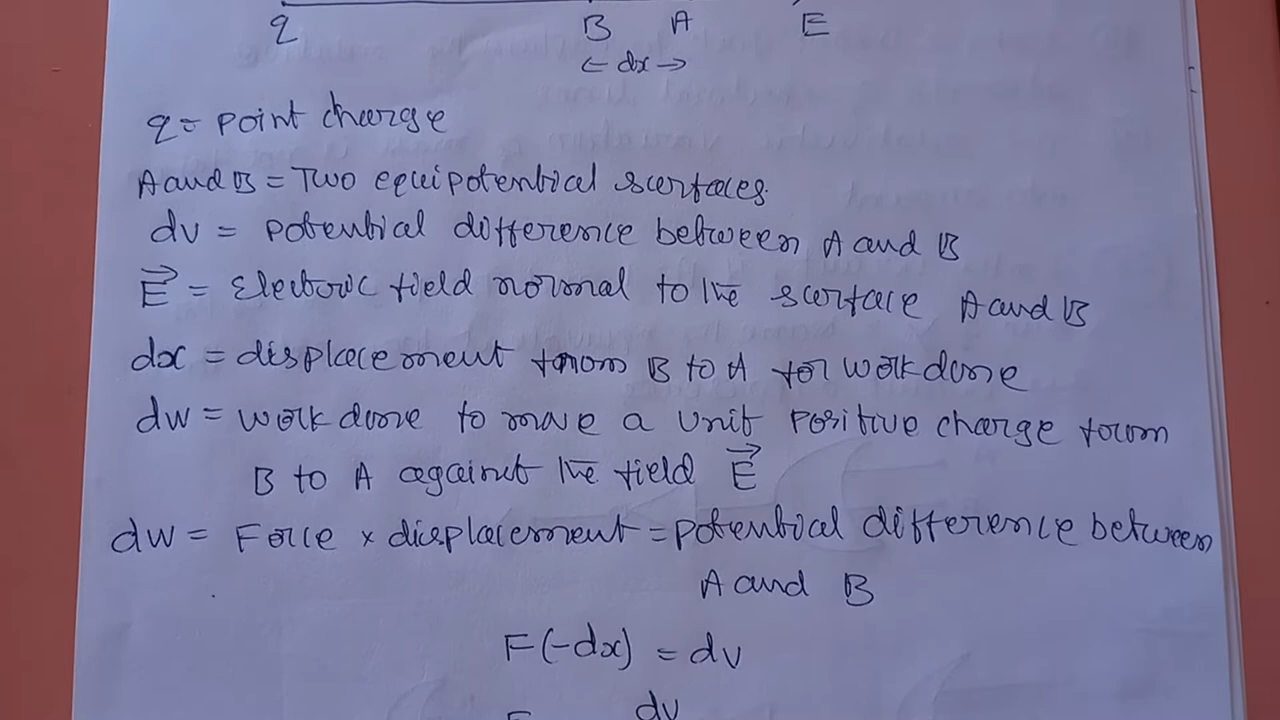 q B A E
← dx →
q = point charge
A and B = Two equipotential surfaces.
dv = potential difference between A and B
E⃗ = Electric field normal to the surface A and B
dx = displacement from B to A for work done
dw = work done to move a unit positive charge from
B to A against the field E⃗
dw = Force × displacement = potential difference between
A and B
F(-dx) = dv
dv